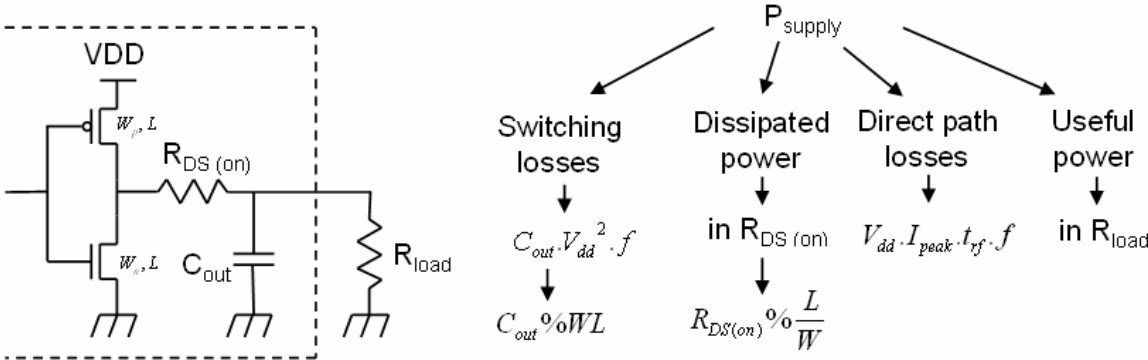 VDD
W_p, L
R_DS (on)
W_n, L
C_out
R_load
P_supply
Switching losses
Dissipated power
Direct path losses
Useful power
C_out.V_dd^2.f
in R_DS (on)
V_dd.I_peak.t_rf.f
in R_load
C_out%WL
R_DS(on)%L/W